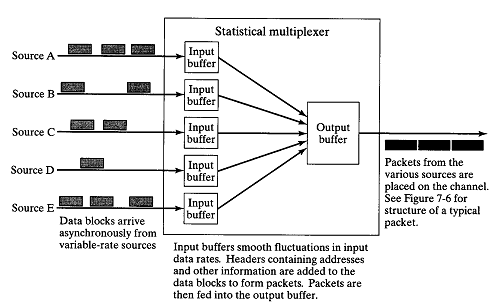 Statistical multiplexer
Source A
Input
buffer
Source B
Input
buffer
Source C
Input
buffer
Output
buffer
Source D
Input
buffer
Source E
Input
buffer
Data blocks arrive
asynchronously from
variable-rate sources
Packets from the
various sources are
placed on the channel.
See Figure 7-6 for
structure of a typical
packet.
Input buffers smooth fluctuations in input
data rates. Headers containing addresses
and other information are added to the
data blocks to form packets. Packets are
then fed into the output buffer.